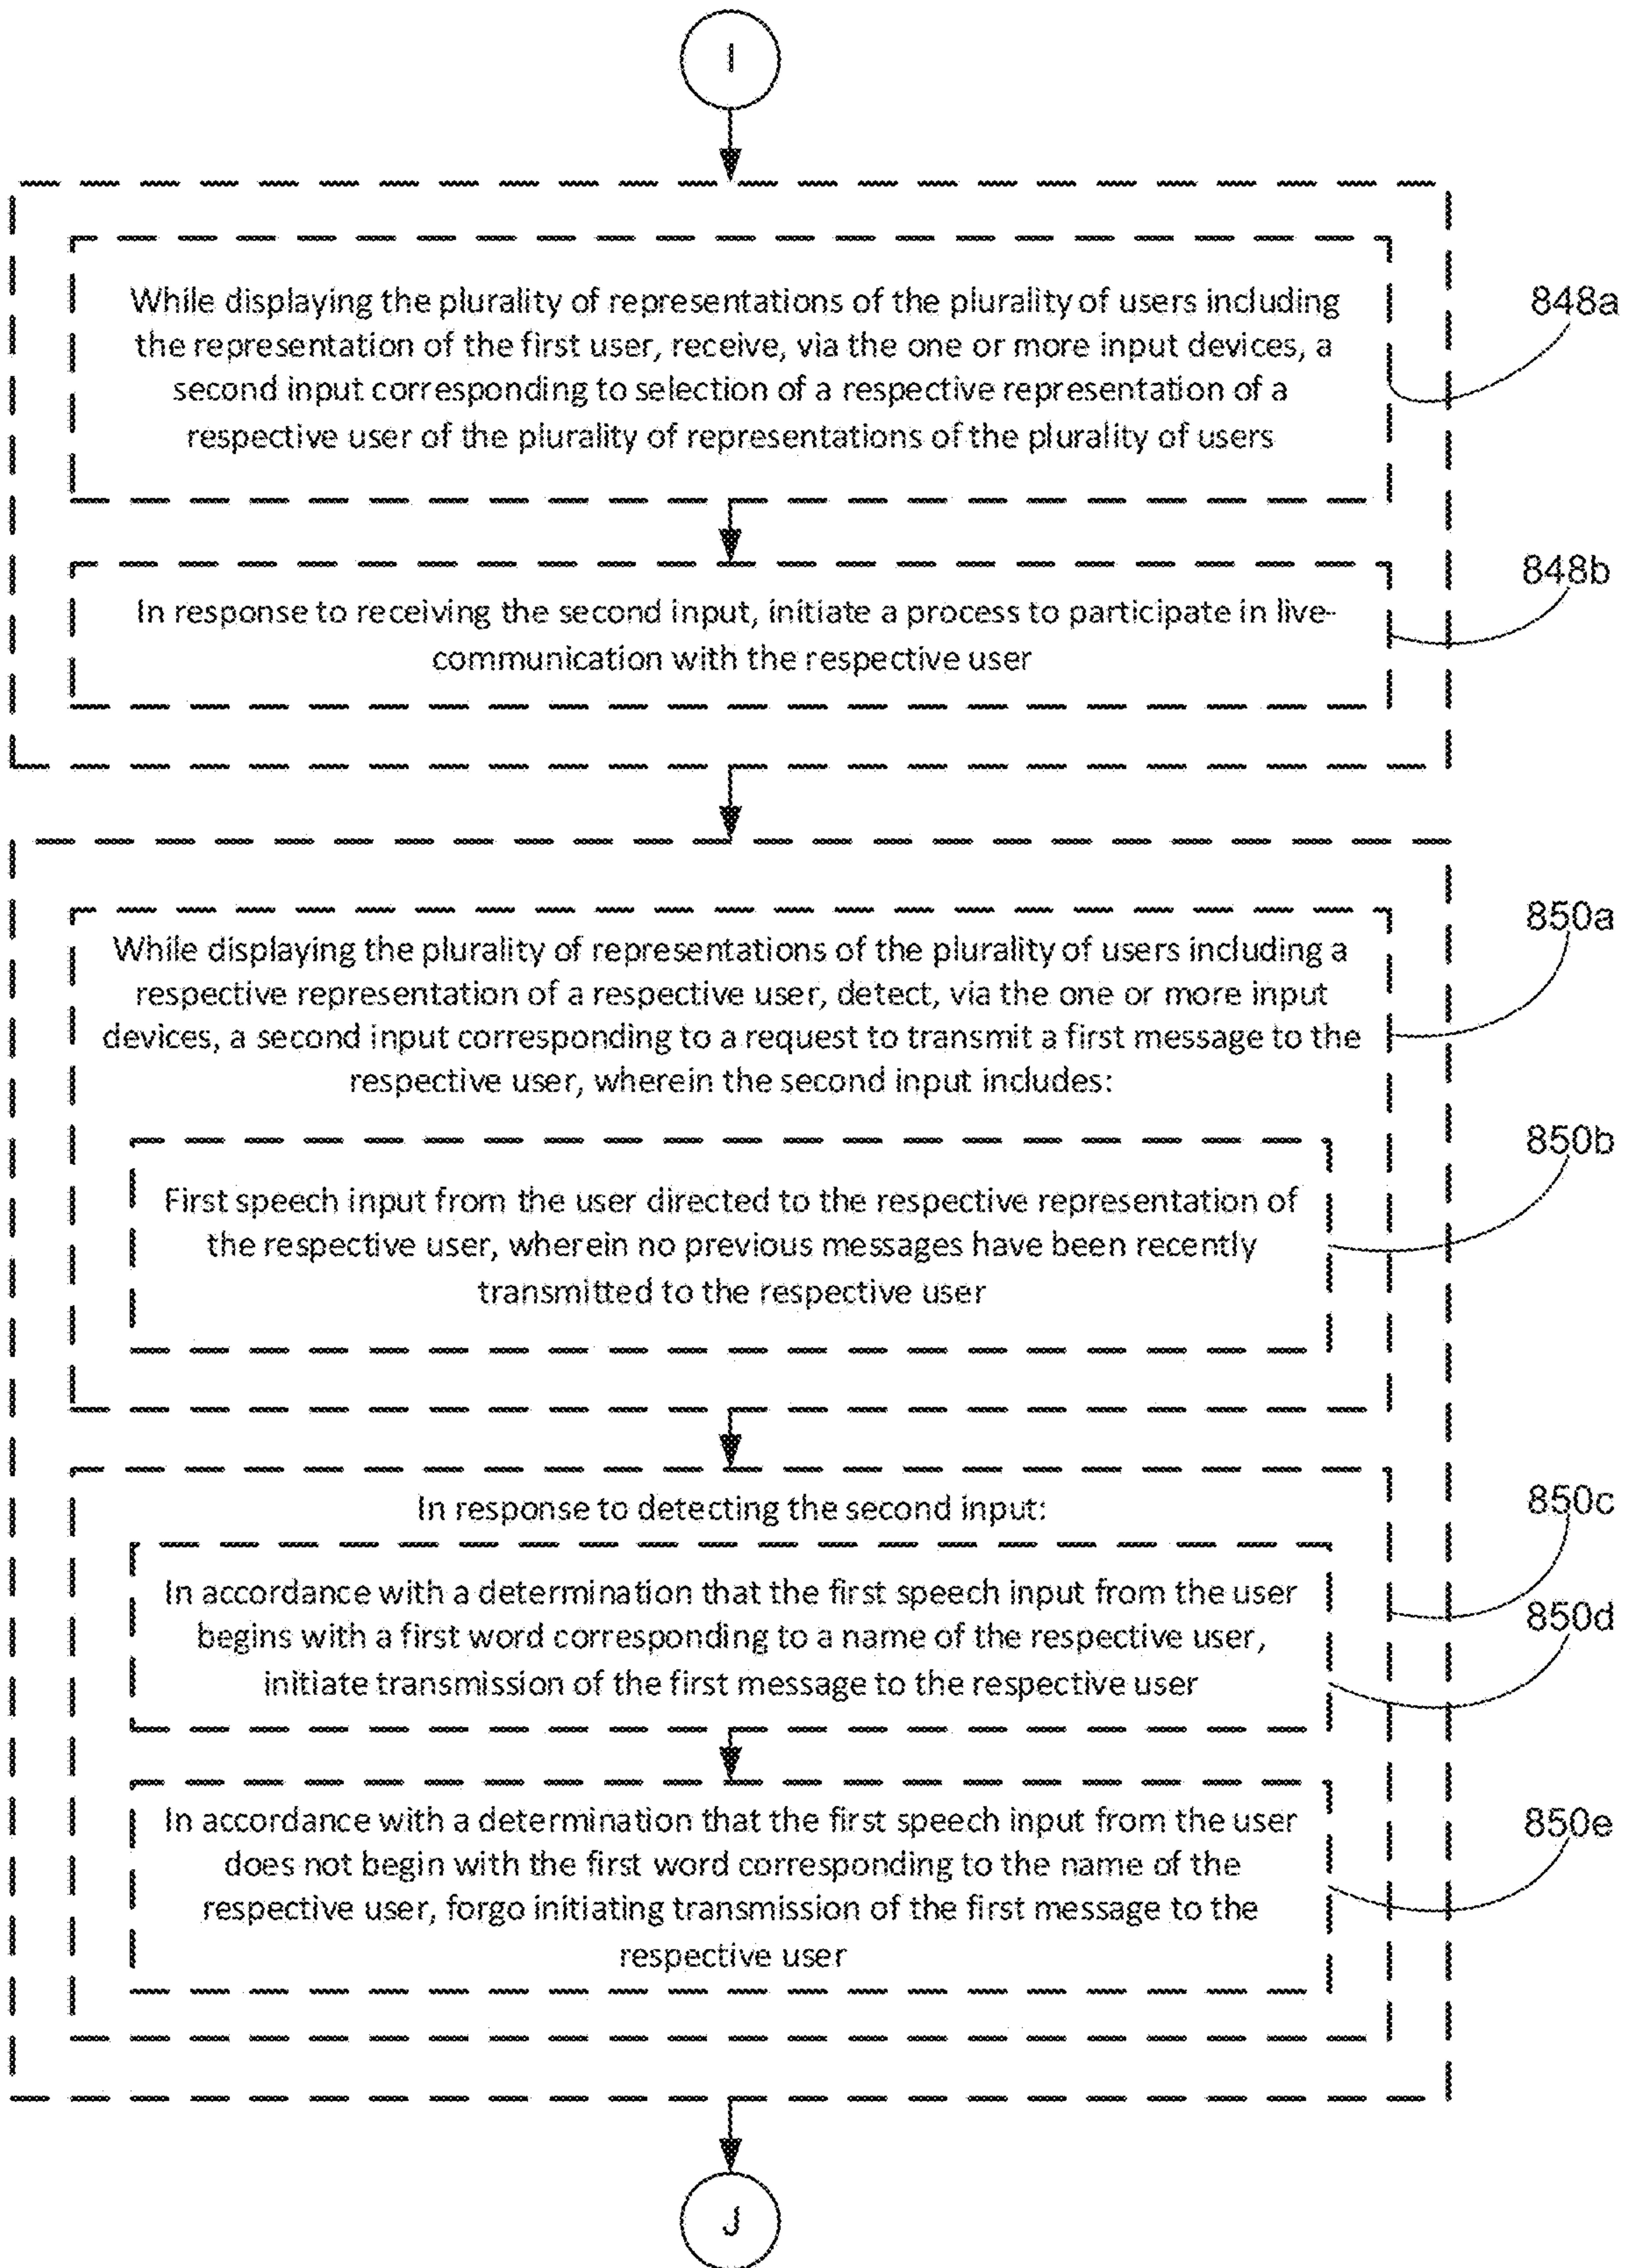 I
While displaying the plurality of representations of the plurality of users including
the representation of the first user, receive, via the one or more input devices, a
second input corresponding to selection of a respective representation of a
respective user of the plurality of representations of the plurality of users
848a
In response to receiving the second input, initiate a process to participate in live-
communication with the respective user
848b
While displaying the plurality of representations of the plurality of users including a
respective representation of a respective user, detect, via the one or more input
devices, a second input corresponding to a request to transmit a first message to the
respective user, wherein the second input includes:
850a
First speech input from the user directed to the respective representation of
the respective user, wherein no previous messages have been recently
transmitted to the respective user
850b
In response to detecting the second input:
850c
In accordance with a determination that the first speech input from the user
begins with a first word corresponding to a name of the respective user,
initiate transmission of the first message to the respective user
850d
In accordance with a determination that the first speech input from the user
does not begin with the first word corresponding to the name of the
respective user, forgo initiating transmission of the first message to the
respective user
850e
J